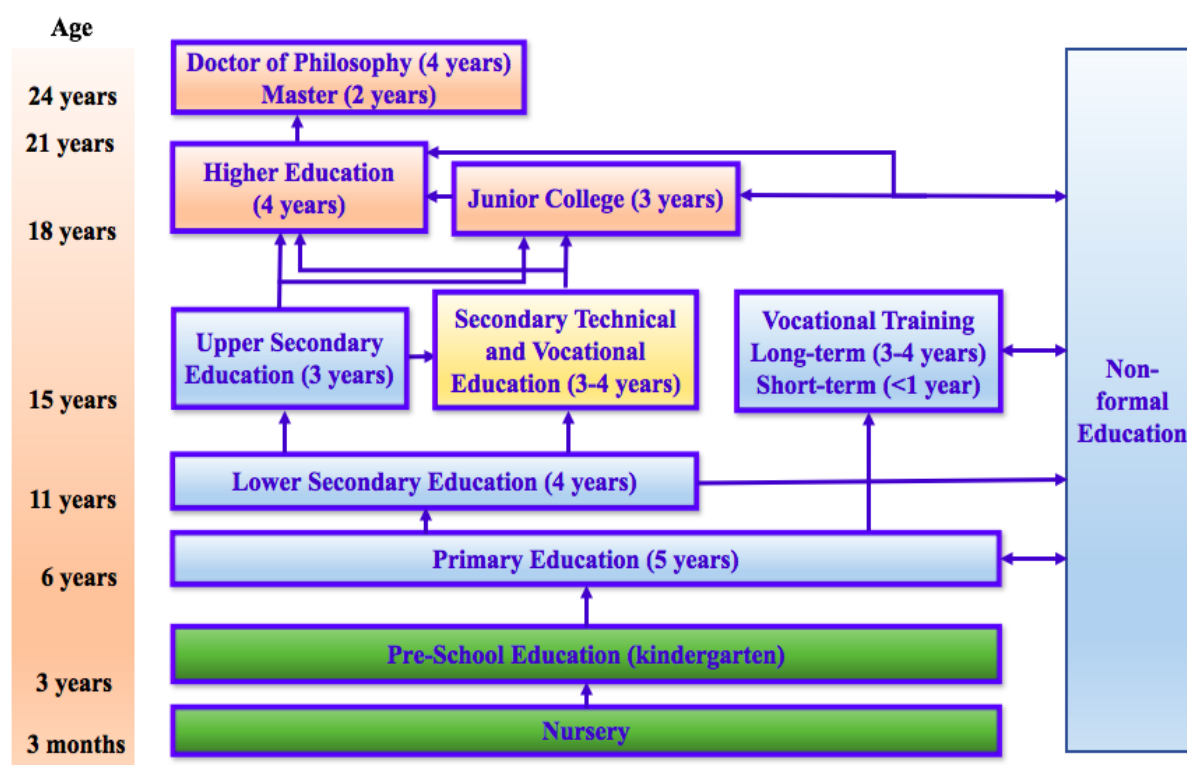 Age
24 years
21 years
18 years
15 years
11 years
6 years
3 years
3 months
Doctor of Philosophy (4 years)
Master (2 years)
Higher Education
(4 years)
Junior College (3 years)
Upper Secondary
Education (3 years)
Secondary Technical
and Vocational
Education (3-4 years)
Vocational Training
Long-term (3-4 years)
Short-term (<1 year)
Lower Secondary Education (4 years)
Primary Education (5 years)
Pre-School Education (kindergarten)
Nursery
Non-
formal
Education